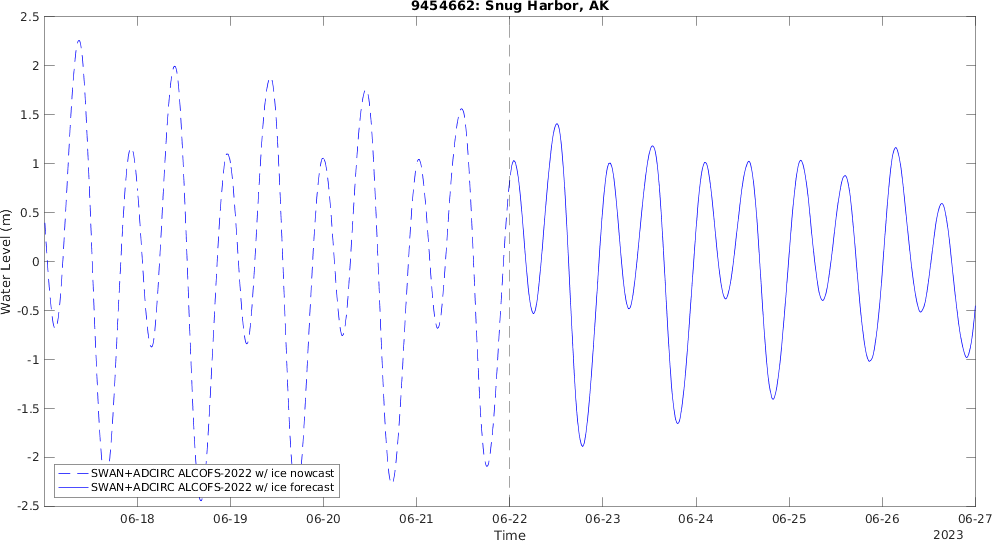 9454662: Snug Harbor, AK
2.5
2
1.5
1
0.5
0
-0.5
-1
-1.5
-2
-2.5
Water Level (m)
SWAN+ADCIRC ALCOFS-2022 w/ ice nowcast
SWAN+ADCIRC ALCOFS-2022 w/ ice forecast
06-18 06-19 06-20 06-21 06-22 06-23 06-24 06-25 06-26 06-27
Time
2023